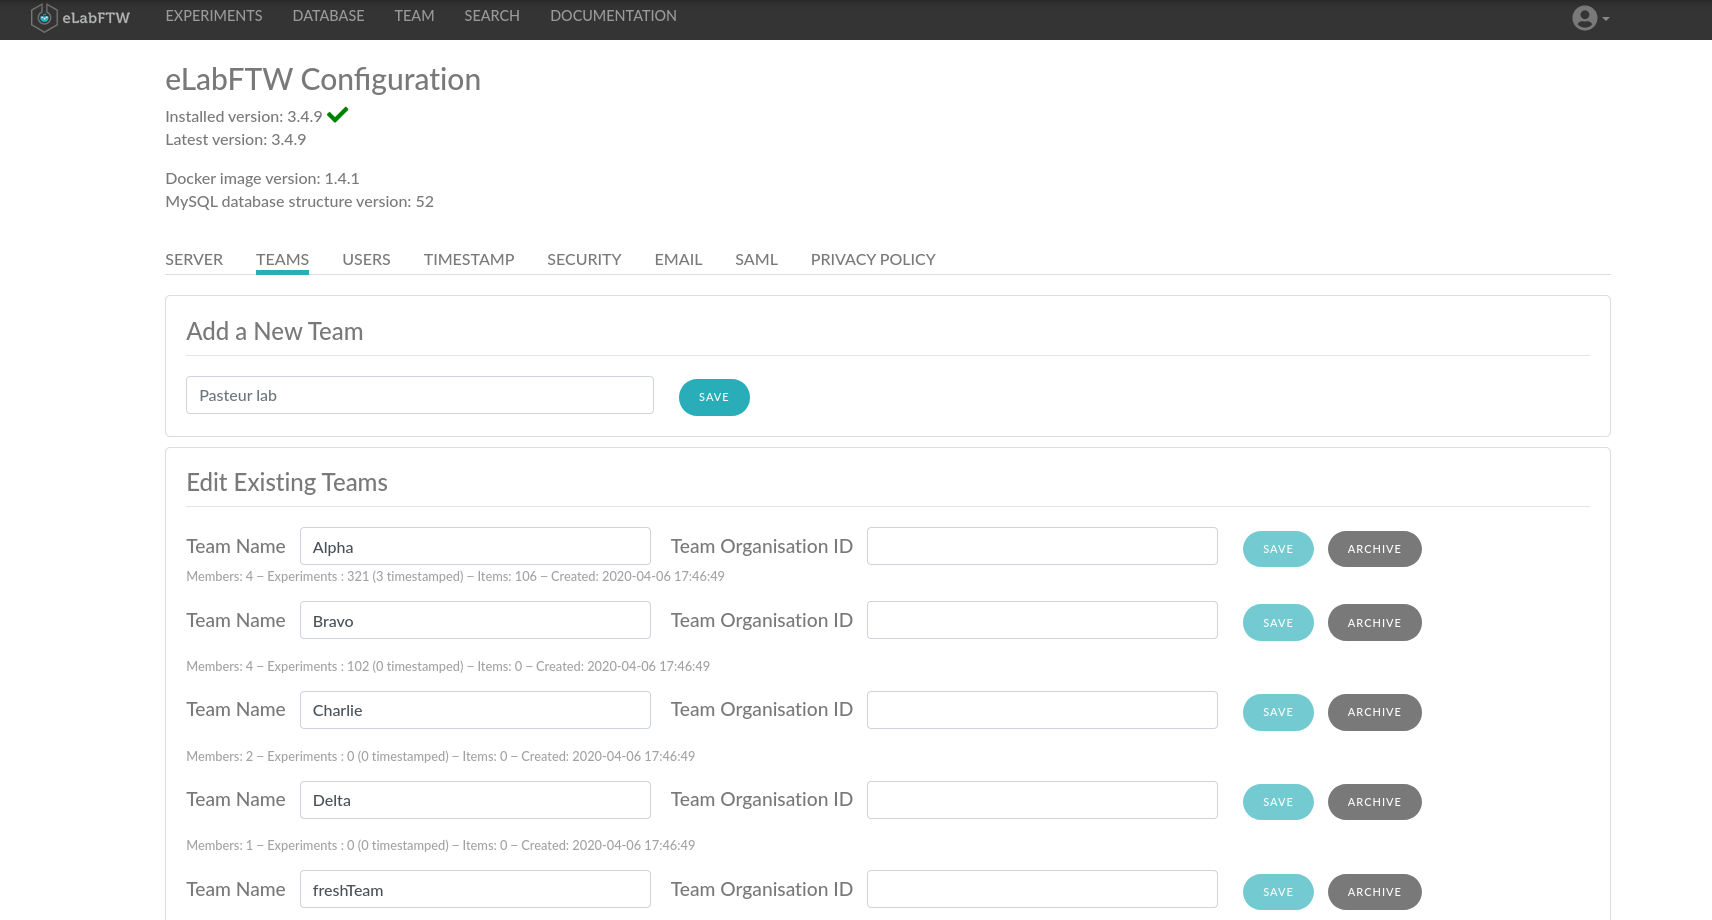 eLabFTW EXPERIMENTS DATABASE TEAM SEARCH DOCUMENTATION
eLabFTW Configuration
Installed version: 3.4.9
Latest version: 3.4.9
Docker image version: 1.4.1
MySQL database structure version: 52
SERVER TEAMS USERS TIMESTAMP SECURITY EMAIL SAML PRIVACY POLICY
Add a New Team
Pasteur lab SAVE
Edit Existing Teams
Team Name Alpha Team Organisation ID SAVE ARCHIVE
Members: 4 − Experiments : 321 (3 timestamped) − Items: 106 − Created: 2020-04-06 17:46:49
Team Name Bravo Team Organisation ID SAVE ARCHIVE
Members: 4 − Experiments : 102 (0 timestamped) − Items: 0 − Created: 2020-04-06 17:46:49
Team Name Charlie Team Organisation ID SAVE ARCHIVE
Members: 2 − Experiments : 0 (0 timestamped) − Items: 0 − Created: 2020-04-06 17:46:49
Team Name Delta Team Organisation ID SAVE ARCHIVE
Members: 1 − Experiments : 0 (0 timestamped) − Items: 0 − Created: 2020-04-06 17:46:49
Team Name freshTeam Team Organisation ID SAVE ARCHIVE